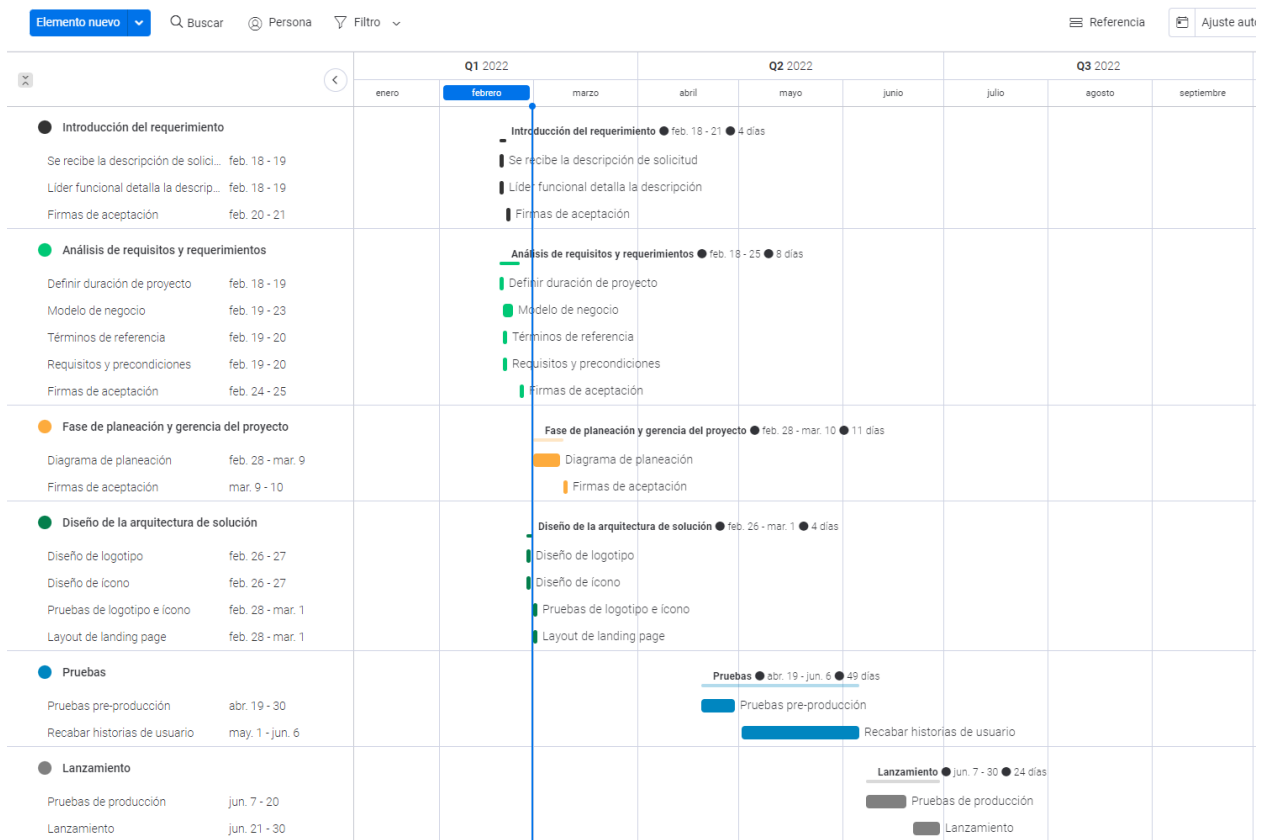 Elemento nuevo Buscar Persona Filtro Referencia Ajuste auto
Q1 2022 Q2 2022 Q3 2022
enero febrero marzo abril mayo junio julio agosto septiembre
Introducción del requerimiento Introducción del requerimiento ● feb. 18 - 21 ● 4 días
Se recibe la descripción de solici... feb. 18 - 19 Se recibe la descripción de solicitud
Líder funcional detalla la descrip... feb. 18 - 19 Líder funcional detalla la descripción
Firmas de aceptación feb. 20 - 21 Firmas de aceptación
Análisis de requisitos y requerimientos Análisis de requisitos y requerimientos ● feb. 18 - 25 ● 8 días
Definir duración de proyecto feb. 18 - 19 Definir duración de proyecto
Modelo de negocio feb. 19 - 23 Modelo de negocio
Términos de referencia feb. 19 - 20 Términos de referencia
Requisitos y precondiciones feb. 19 - 20 Requisitos y precondiciones
Firmas de aceptación feb. 24 - 25 Firmas de aceptación
Fase de planeación y gerencia del proyecto Fase de planeación y gerencia del proyecto ● feb. 28 - mar. 10 ● 11 días
Diagrama de planeación feb. 28 - mar. 9 Diagrama de planeación
Firmas de aceptación mar. 9 - 10 Firmas de aceptación
Diseño de la arquitectura de solución Diseño de la arquitectura de solución ● feb. 26 - mar. 1 ● 4 días
Diseño de logotipo feb. 26 - 27 Diseño de logotipo
Diseño de ícono feb. 26 - 27 Diseño de ícono
Pruebas de logotipo e ícono feb. 28 - mar. 1 Pruebas de logotipo e ícono
Layout de landing page feb. 28 - mar. 1 Layout de landing page
Pruebas Pruebas ● abr. 19 - jun. 6 ● 49 días
Pruebas pre-producción abr. 19 - 30 Pruebas pre-producción
Recabar historias de usuario may. 1 - jun. 6 Recabar historias de usuario
Lanzamiento Lanzamiento ● jun. 7 - 30 ● 24 días
Pruebas de producción jun. 7 - 20 Pruebas de producción
Lanzamiento jun. 21 - 30 Lanzamiento